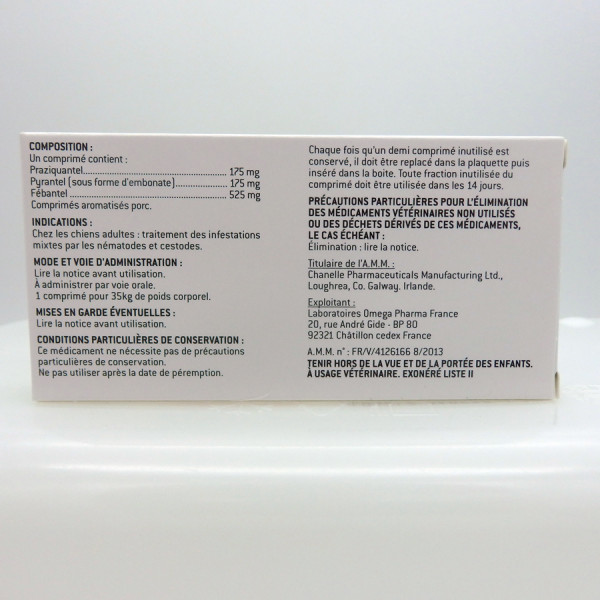 COMPOSITION :
Un comprimé contient :
Praziquantel.......................................................... 175 mg
Pyrantel (sous forme d'embonate)..................... 175 mg
Fébantel ................................................................ 525 mg
Comprimés aromatisés porc.
INDICATIONS :
Chez les chiens adultes : traitement des infestations
mixtes par les nématodes et cestodes.
MODE ET VOIE D'ADMINISTRATION :
Lire la notice avant utilisation.
À administrer par voie orale.
1 comprimé pour 35kg de poids corporel.
MISES EN GARDE ÉVENTUELLES :
Lire la notice avant utilisation.
CONDITIONS PARTICULIÈRES DE CONSERVATION :
Ce médicament ne nécessite pas de précautions
particulières de conservation.
Ne pas utiliser après la date de péremption.
Chaque fois qu'un demi comprimé inutilisé est
conservé, il doit être replacé dans la plaquette puis
inséré dans la boite. Toute fraction inutilisée du
comprimé doit être utilisée dans les 14 jours.
PRÉCAUTIONS PARTICULIÈRES POUR L'ÉLIMINATION
DES MÉDICAMENTS VÉTÉRINAIRES NON UTILISÉS
OU DES DÉCHETS DÉRIVÉS DE CES MÉDICAMENTS,
LE CAS ÉCHÉANT :
Élimination : lire la notice.
Titulaire de l'A.M.M. :
Chanelle Pharmaceuticals Manufacturing Ltd.,
Loughrea, Co. Galway. Irlande.
Exploitant :
Laboratoires Omega Pharma France
20, rue André Gide - BP 80
92321 Châtillon cedex France
A.M.M. n° : FR/V/4126166 8/2013
TENIR HORS DE LA VUE ET DE LA PORTÉE DES ENFANTS.
À USAGE VÉTÉRINAIRE. EXONÉRÉ LISTE II